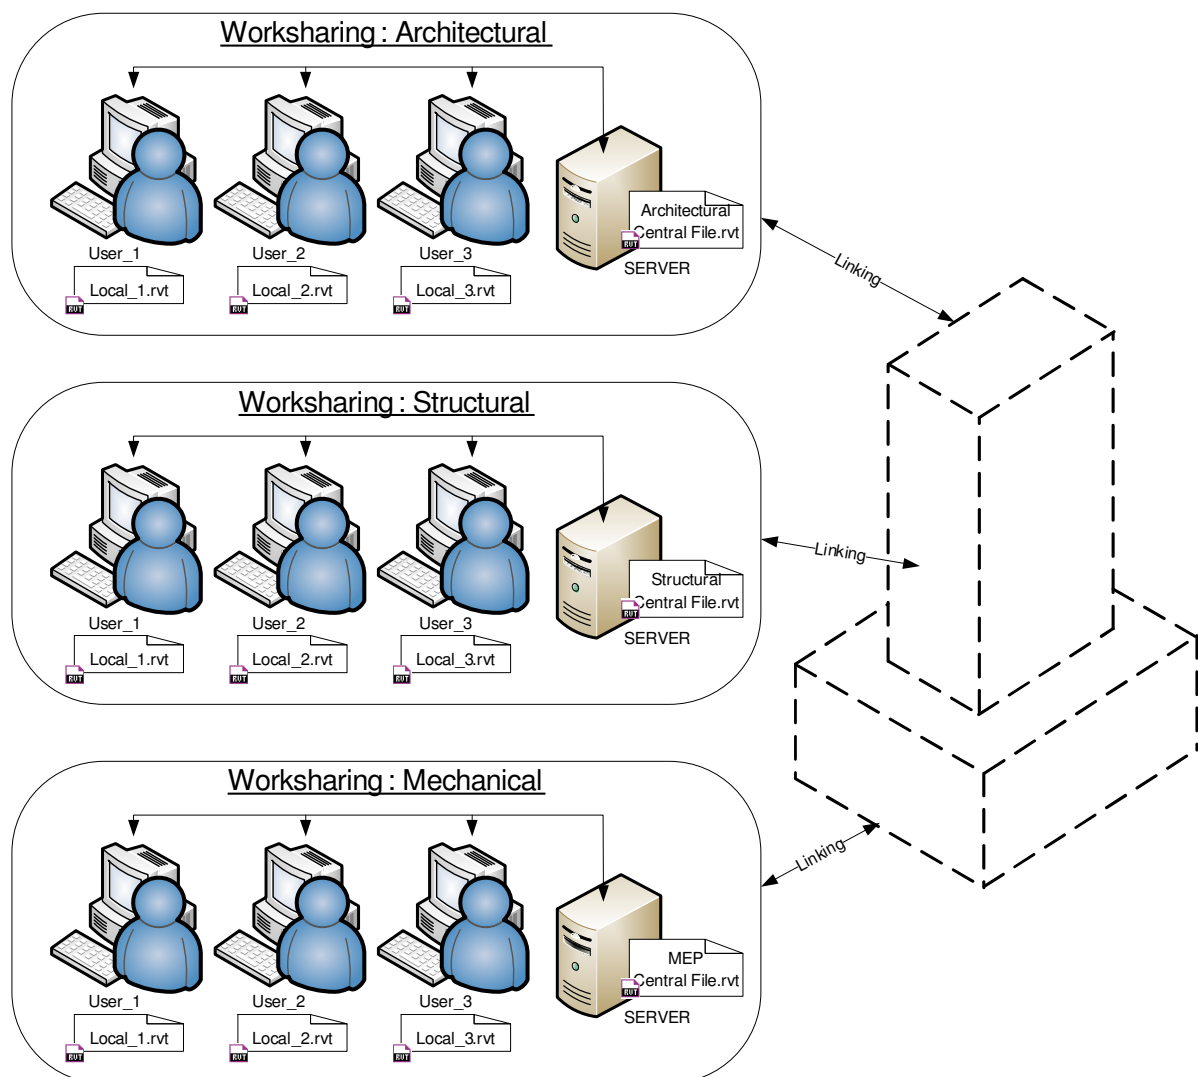 Worksharing : Architectural
User_1
User_2
User_3
Architectural
Central File.rvt
RVT
SERVER
Local_1.rvt
RVT
Local_2.rvt
RVT
Local_3.rvt
RVT
Linking
Worksharing : Structural
User_1
User_2
User_3
Structural
Central File.rvt
RVT
SERVER
Local_1.rvt
RVT
Local_2.rvt
RVT
Local_3.rvt
RVT
Linking
Worksharing : Mechanical
User_1
User_2
User_3
MEP
Central File.rvt
RVT
SERVER
Local_1.rvt
RVT
Local_2.rvt
RVT
Local_3.rvt
RVT
Linking